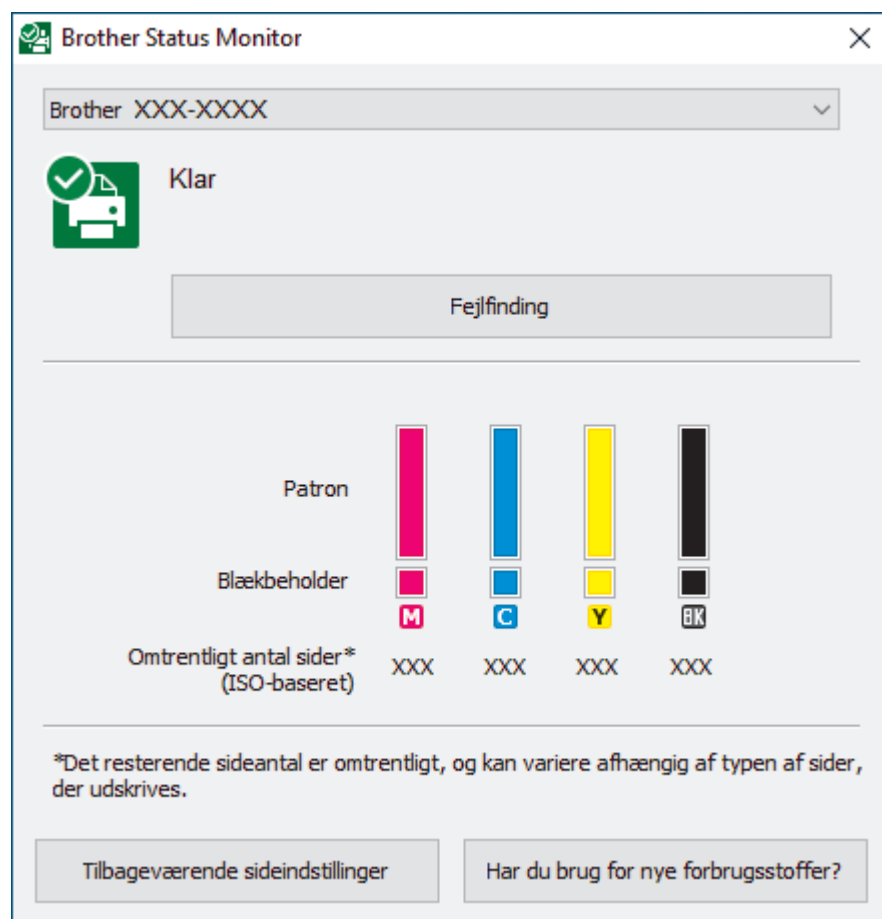 Brother Status Monitor
Brother XXX-XXXX
Klar
Fejlfinding
Patron
Blækbeholder
M C Y BK
Omtrentligt antal sider*
(ISO-baseret) XXX XXX XXX XXX
*Det resterende sideantal er omtrentligt, og kan variere afhængig af typen af sider,
der udskrives.
Tilbageværende sideindstillinger
Har du brug for nye forbrugsstoffer?